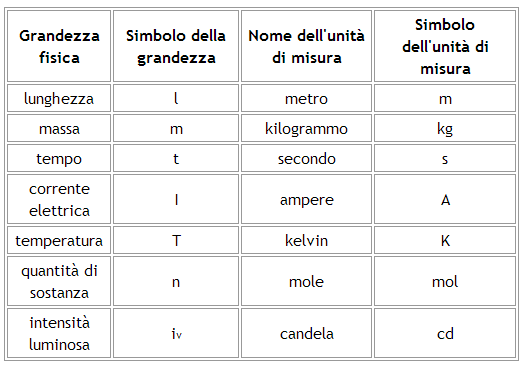 Grandezza fisica Simbolo della grandezza Nome dell'unità di misura Simbolo dell'unità di misura
lunghezza l metro m
massa m kilogrammo kg
tempo t secondo s
corrente elettrica I ampere A
temperatura T kelvin K
quantità di sostanza n mole mol
intensità luminosa iv candela cd